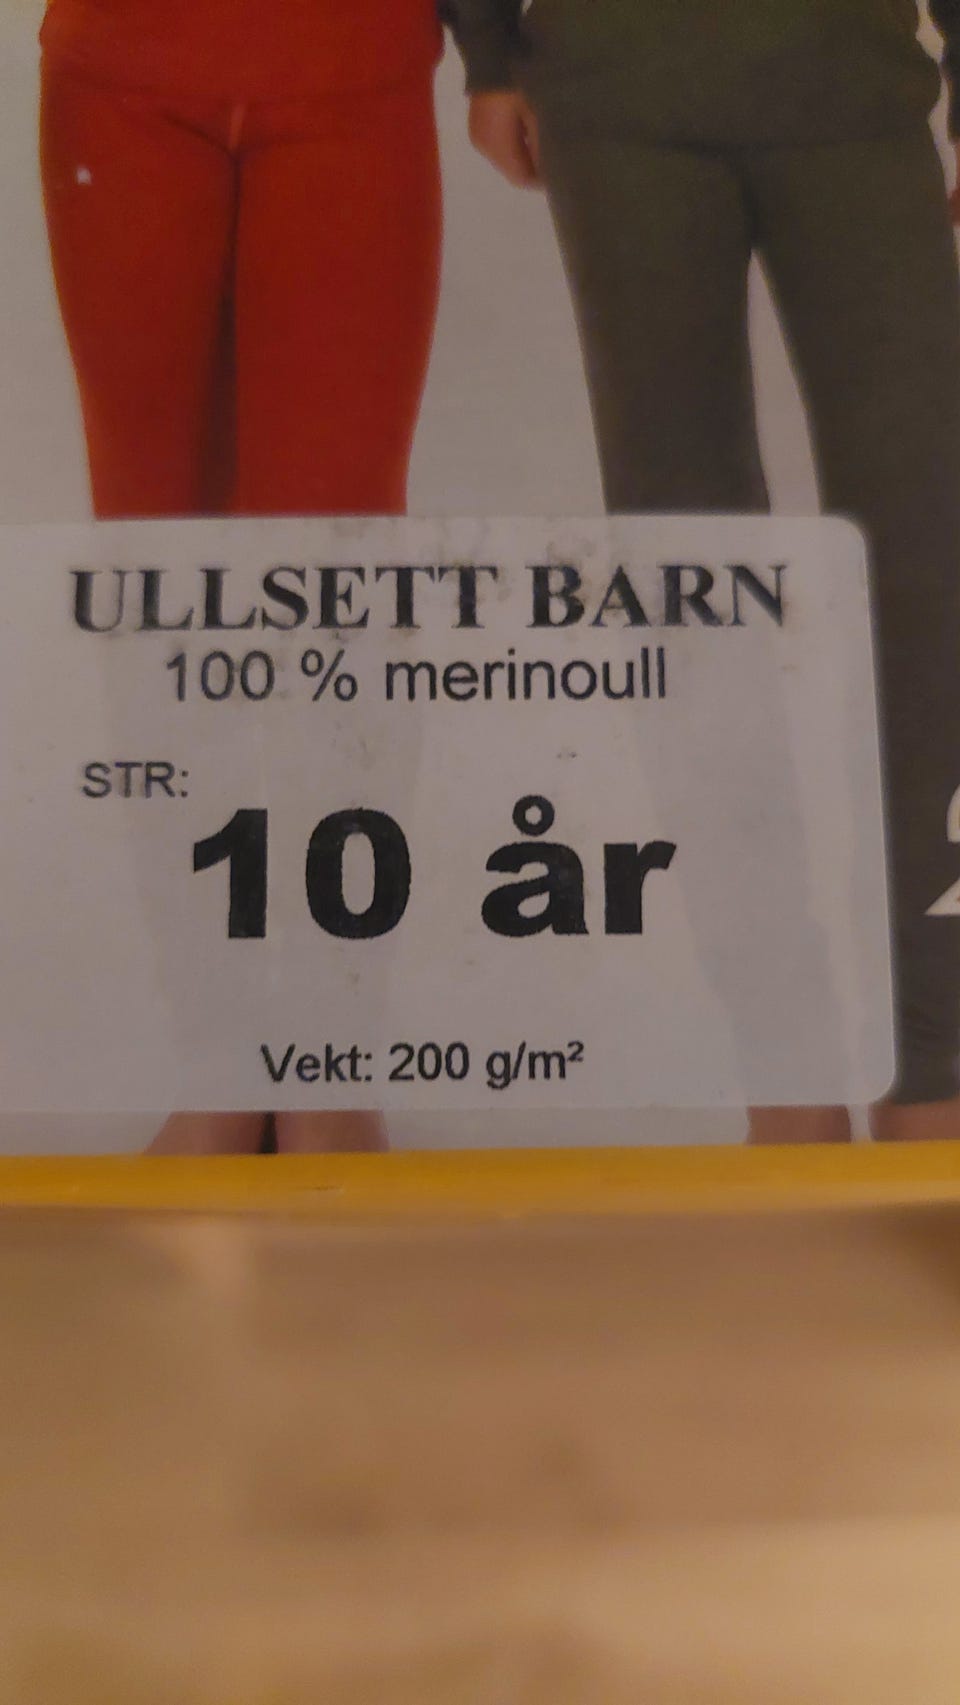 ULLSETT BARN
100 % merinoull
STR:
10 år
Vekt: 200 g/m²